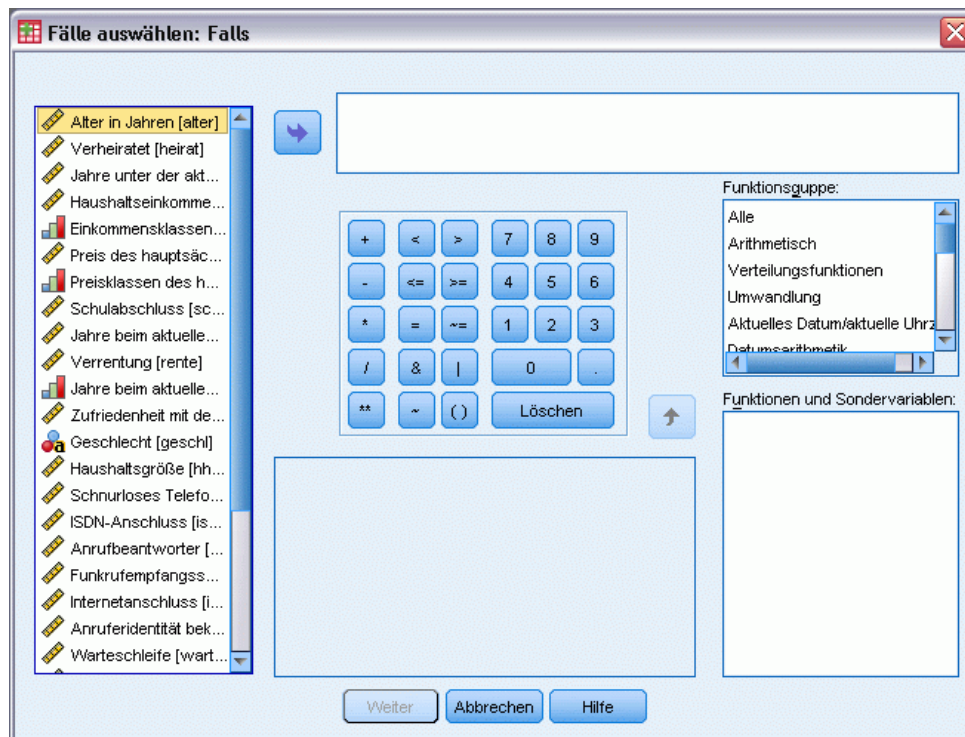 Fälle auswählen: Falls
Alter in Jahren [alter]
Verheiratet [heirat]
Jahre unter der akt...
Haushaltseinkomme...
Einkommensklassen...
Preis des hauptsäc...
Preisklassen des h...
Schulabschluss [sc...
Jahre beim aktuelle...
Verrentung [rente]
Jahre beim aktuelle...
Zufriedenheit mit de...
Geschlecht [geschl]
Haushaltsgröße [hh...
Schnurloses Telefo...
ISDN-Anschluss [is...
Anrufbeantworter [...
Funkrufempfangss...
Internetanschluss [i...
Anruferidentität bek...
Warteschleife [wart...
+ < > 7 8 9
- <= >= 4 5 6
* = ~= 1 2 3
/ & | 0 .
** ~ ( ) Löschen
Funktionsgruppe:
Alle
Arithmetisch
Verteilungsfunktionen
Umwandlung
Aktuelles Datum/aktuelle Uhrz
Datumsarithmetik
Funktionen und Sondervariablen:
Weiter Abbrechen Hilfe